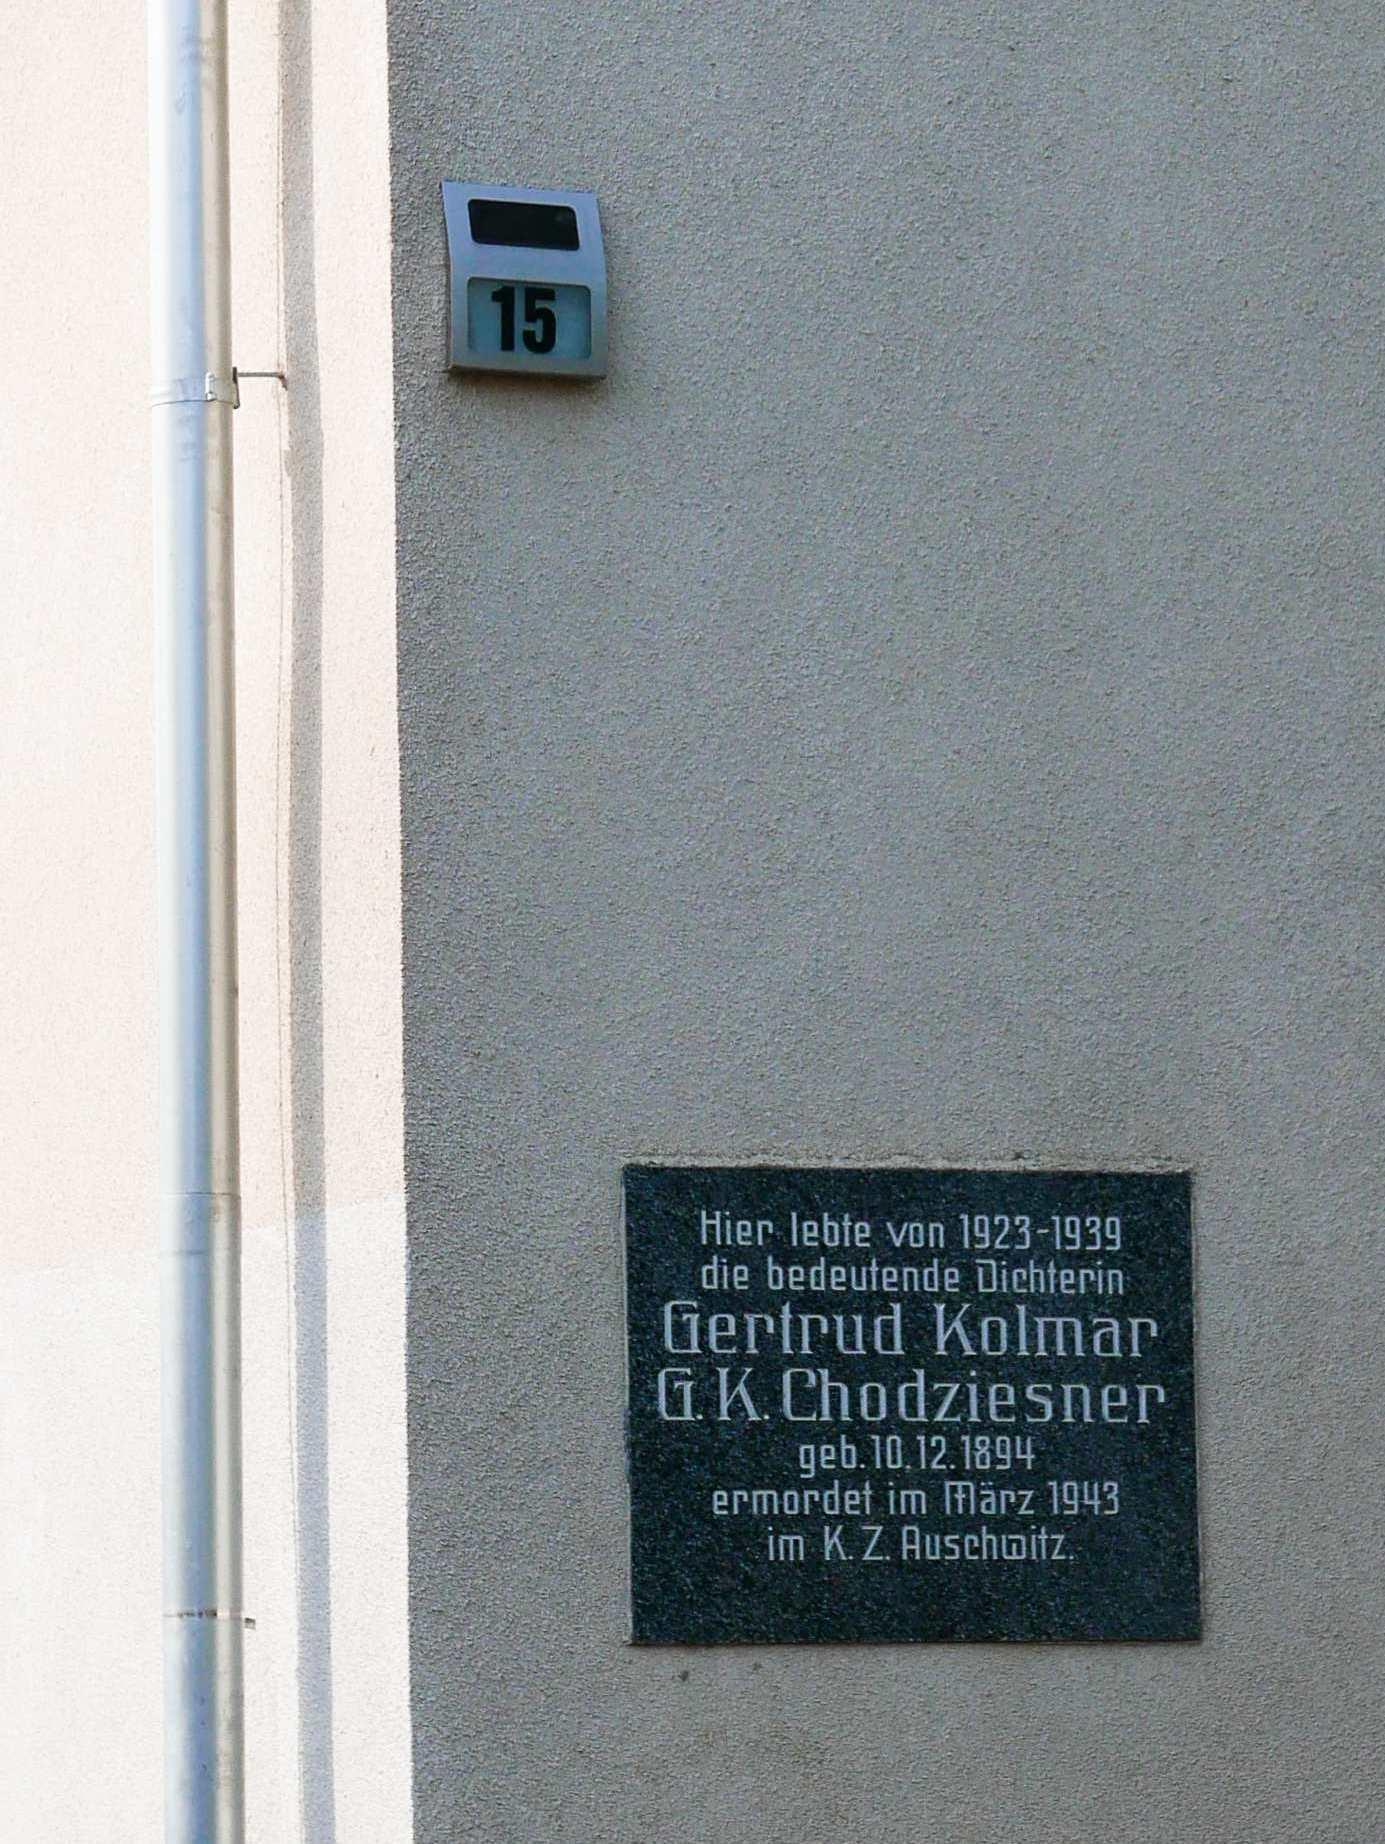 15
Hier lebte von 1923-1939
die bedeutende Dichterin
Gertrud Kolmar
G.K.Chodziesner
geb.10.12.1894
ermordet im März 1943
im K.Z. Auschwitz.